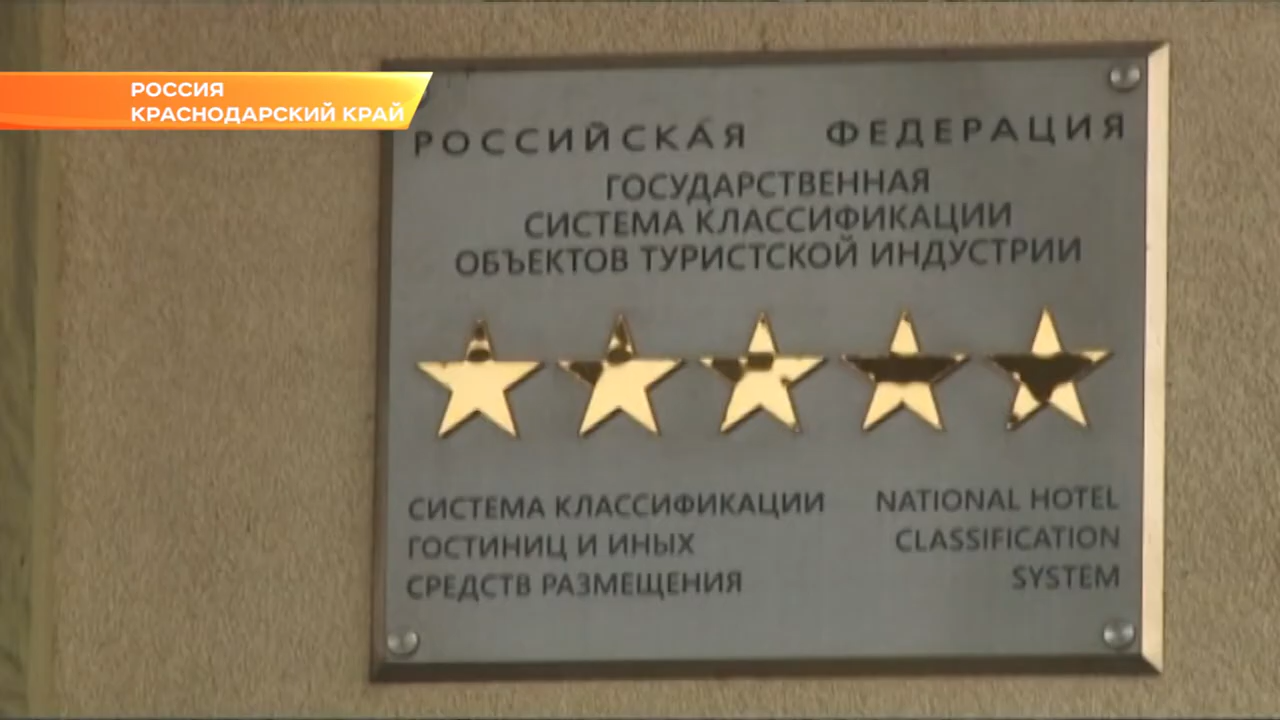 РОССИЯ
КРАСНОДАРСКИЙ КРАЙ
РОССИЙСКАЯ ФЕДЕРАЦИЯ
ГОСУДАРСТВЕННАЯ
СИСТЕМА КЛАССИФИКАЦИИ
ОБЪЕКТОВ ТУРИСТСКОЙ ИНДУСТРИИ
СИСТЕМА КЛАССИФИКАЦИИ
ГОСТИНИЦ И ИНЫХ
СРЕДСТВ РАЗМЕЩЕНИЯ
NATIONAL HOTEL
CLASSIFICATION
SYSTEM